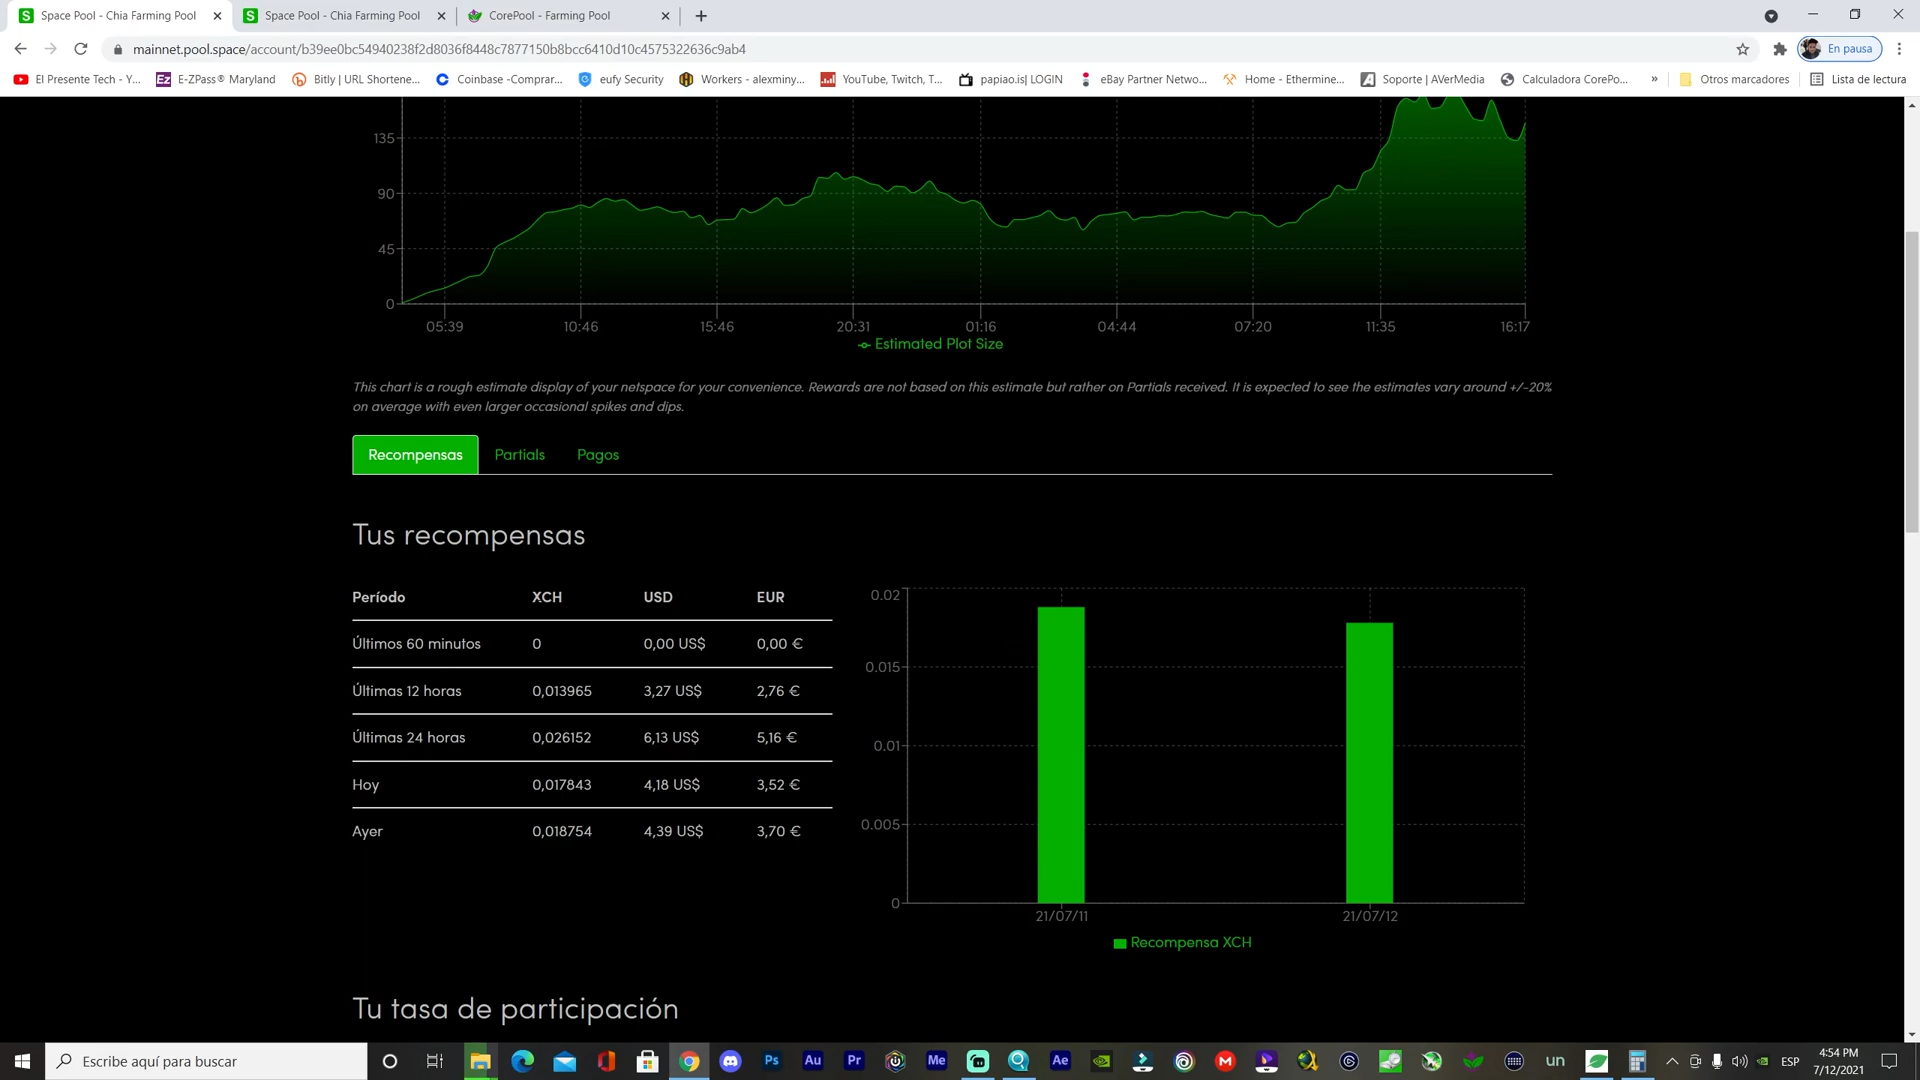 Space Pool - Chia Farming Pool
Space Pool - Chia Farming Pool
CorePool - Farming Pool
mainnet.pool.space/account/b39ee0bc54940238f2d8036f8448c7877150b8bcc6410d10c4575322636c9ab4
En pausa
El Presente Tech - Y...
E-ZPass® Maryland
Bitly | URL Shortene...
Coinbase -Comprar...
eufy Security
Workers - alexminy...
YouTube, Twitch, T...
papiao.is| LOGIN
eBay Partner Netwo...
Home - Ethermine...
Soporte | AVerMedia
Calculadora CorePo...
»
Otros marcadores
Lista de lectura
135
90
45
0
05:39 10:46 15:46 20:31 01:16 04:44 07:20 11:35 16:17
Estimated Plot Size
This chart is a rough estimate display of your netspace for your convenience. Rewards are not based on this estimate but rather on Partials received. It is expected to see the estimates vary around +/-20%
on average with even larger occasional spikes and dips.
Recompensas Partials Pagos
Tus recompensas
Período XCH USD EUR
Últimos 60 minutos 0 0,00 US$ 0,00 €
Últimas 12 horas 0,013965 3,27 US$ 2,76 €
Últimas 24 horas 0,026152 6,13 US$ 5,16 €
Hoy 0,017843 4,18 US$ 3,52 €
Ayer 0,018754 4,39 US$ 3,70 €
0.02
0.015
0.01
0.005
0
21/07/11 21/07/12
Recompensa XCH
Tu tasa de participación
Escribe aquí para buscar
Ps Au Pr Me Ae un
ESP
4:54 PM
7/12/2021